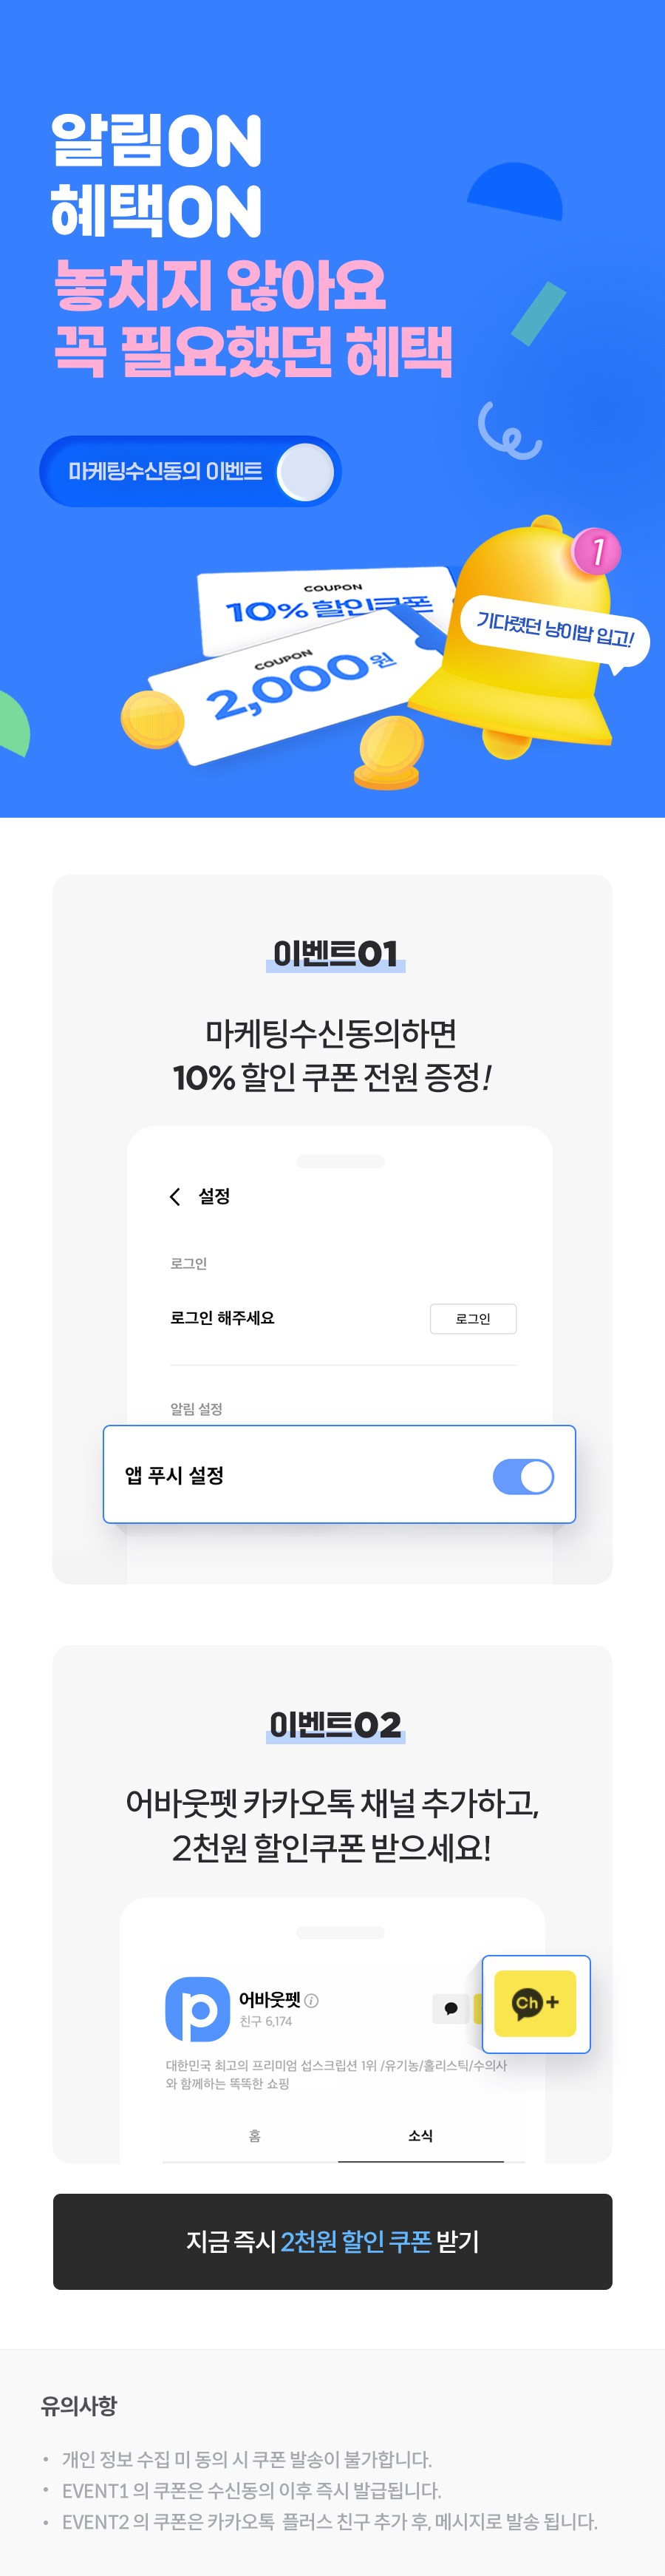 알림ON
혜택ON
놓치지 않아요
꼭 필요했던 혜택
마케팅수신동의 이벤트
1
COUPON
10% 할인쿠폰
기다렸던 냥이밥 입고!
COUPON
2,000원
이벤트01
마케팅수신동의하면
10% 할인 쿠폰 전원 증정!
설정
로그인
로그인 해주세요
로그인
알림 설정
앱 푸시 설정
이벤트02
어바웃펫 카카오톡 채널 추가하고,
2천원 할인쿠폰 받으세요!
어바웃펫
친구 6,174
Ch+
대한민국 최고의 프리미엄 섭스크립션 1위 /유기농/홀리스틱/수의사
와 함께하는 똑똑한 쇼핑
홈
소식
지금 즉시 2천원 할인 쿠폰 받기
유의사항
• 개인 정보 수집 미 동의 시 쿠폰 발송이 불가합니다.
• EVENT1 의 쿠폰은 수신동의 이후 즉시 발급됩니다.
• EVENT2 의 쿠폰은 카카오톡 플러스 친구 추가 후, 메시지로 발송 됩니다.